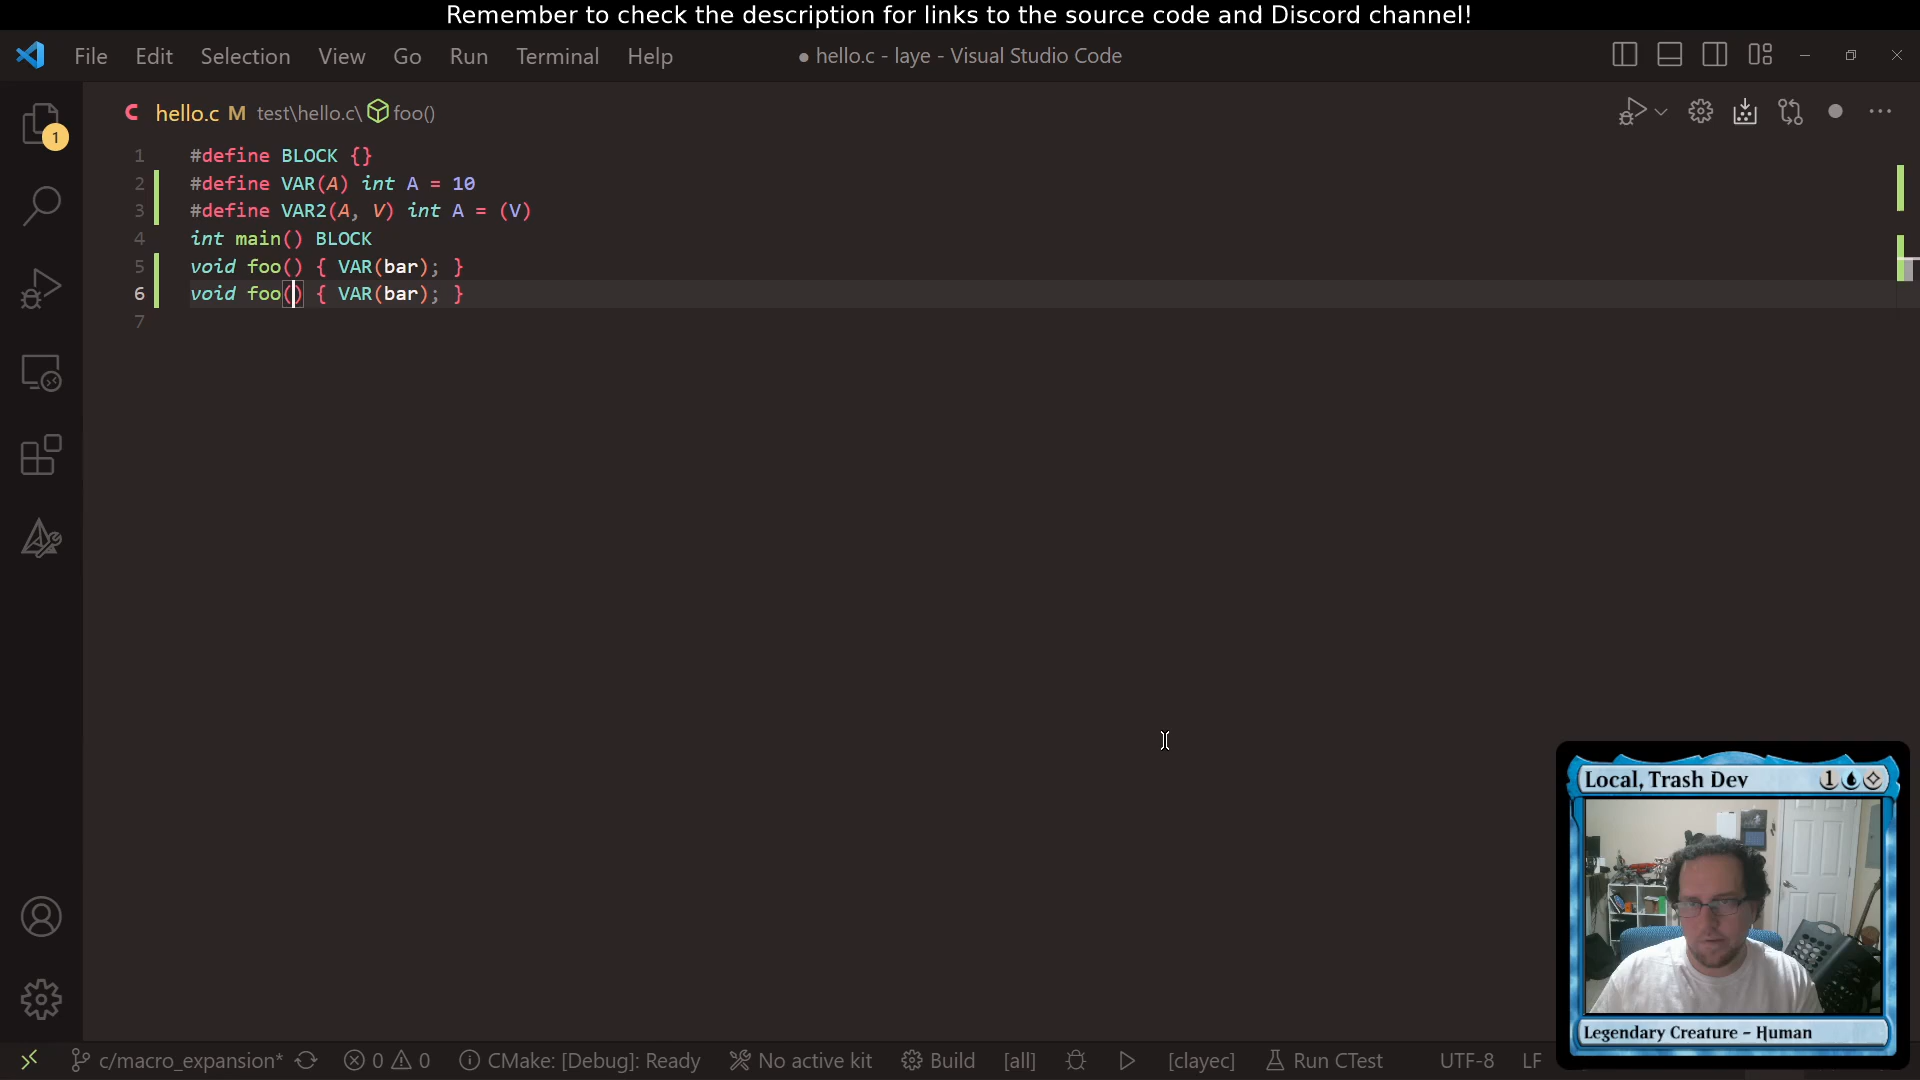 Remember to check the description for links to the source code and Discord channel!
File Edit Selection View Go Run Terminal Help
● hello.c - laye - Visual Studio Code
hello.c M test\hello.c\ foo()
1
1 #define BLOCK {}
2 #define VAR(A) int A = 10
3 #define VAR2(A, V) int A = (V)
4 int main() BLOCK
5 void foo() { VAR(bar); }
6 void foo() { VAR(bar); }
7
Local, Trash Dev 1
Legendary Creature - Human
c/macro_expansion* 0 0 CMake: [Debug]: Ready No active kit Build [all] [clayec] Run CTest UTF-8 LF